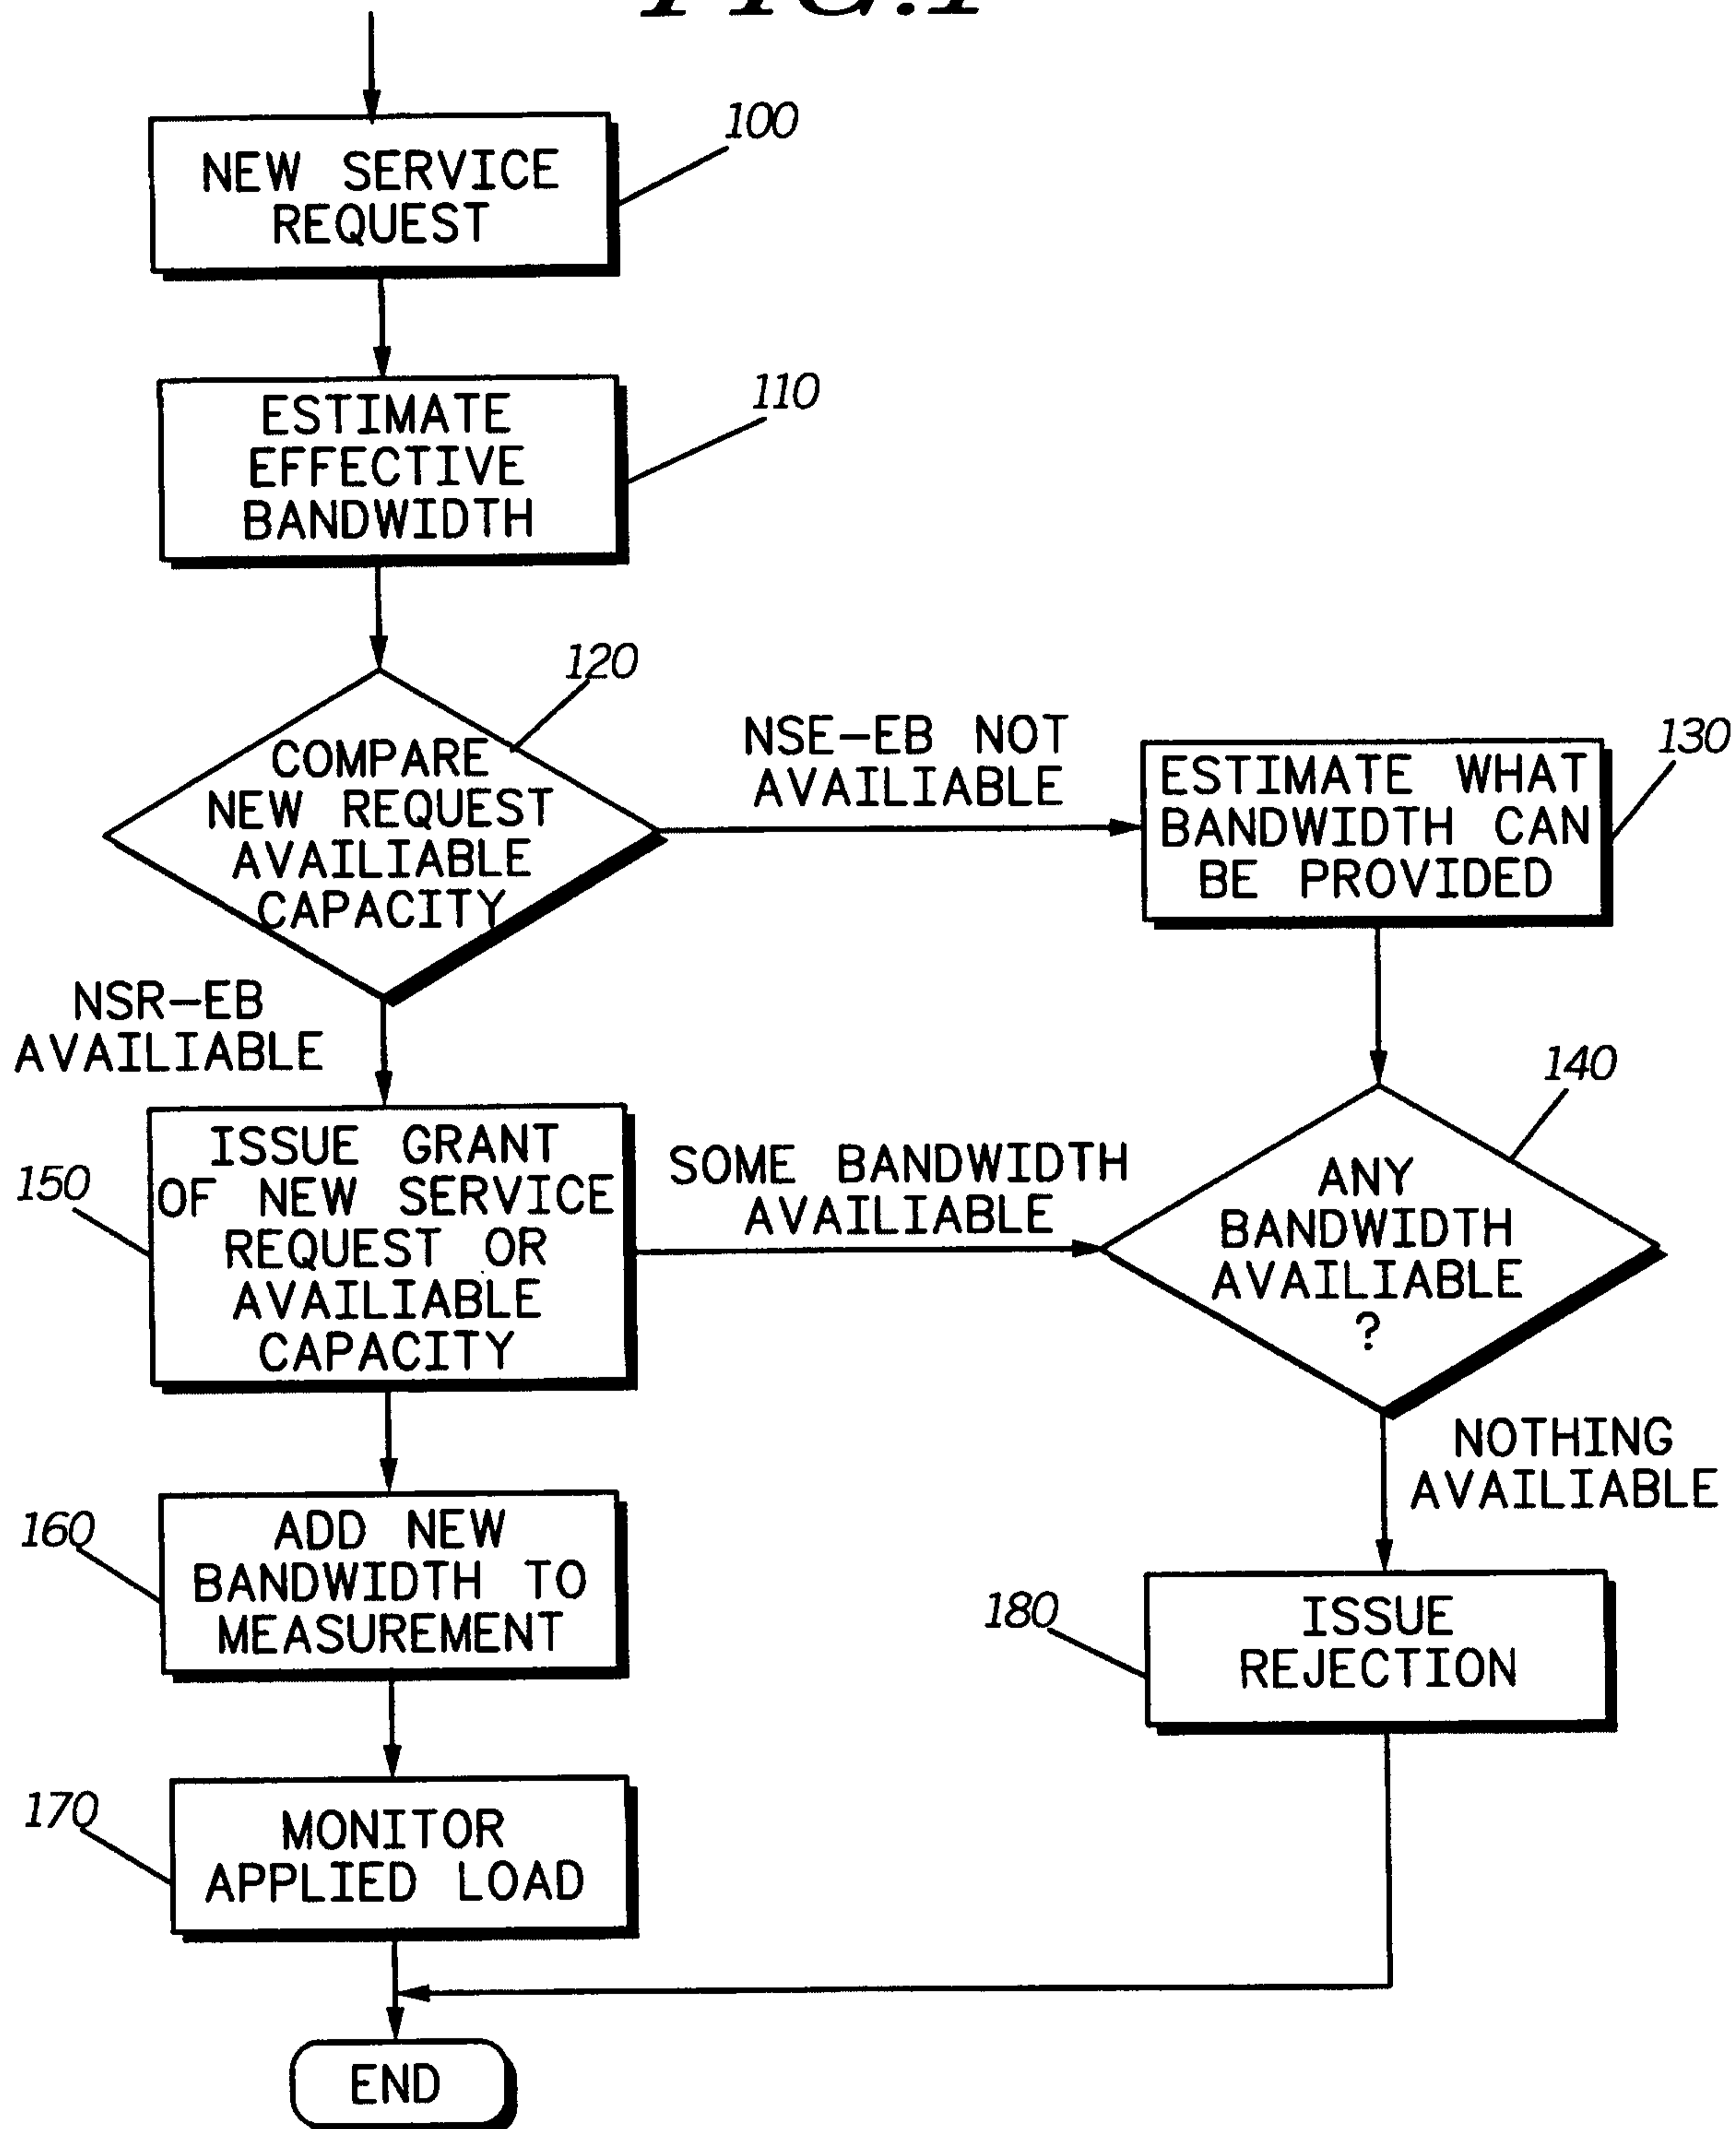 FIG.1
100
NEW SERVICE
REQUEST
110
ESTIMATE
EFFECTIVE
BANDWIDTH
120
COMPARE
NEW REQUEST
AVAILIABLE
CAPACITY
NSE-EB NOT
AVAILIABLE
130
ESTIMATE WHAT
BANDWIDTH CAN
BE PROVIDED
NSR-EB
AVAILIABLE
140
ANY
BANDWIDTH
AVAILIABLE
?
150
ISSUE GRANT
OF NEW SERVICE
REQUEST OR
AVAILIABLE
CAPACITY
SOME BANDWIDTH
AVAILIABLE
NOTHING
AVAILIABLE
160
ADD NEW
BANDWIDTH TO
MEASUREMENT
180
ISSUE
REJECTION
170
MONITOR
APPLIED LOAD
END